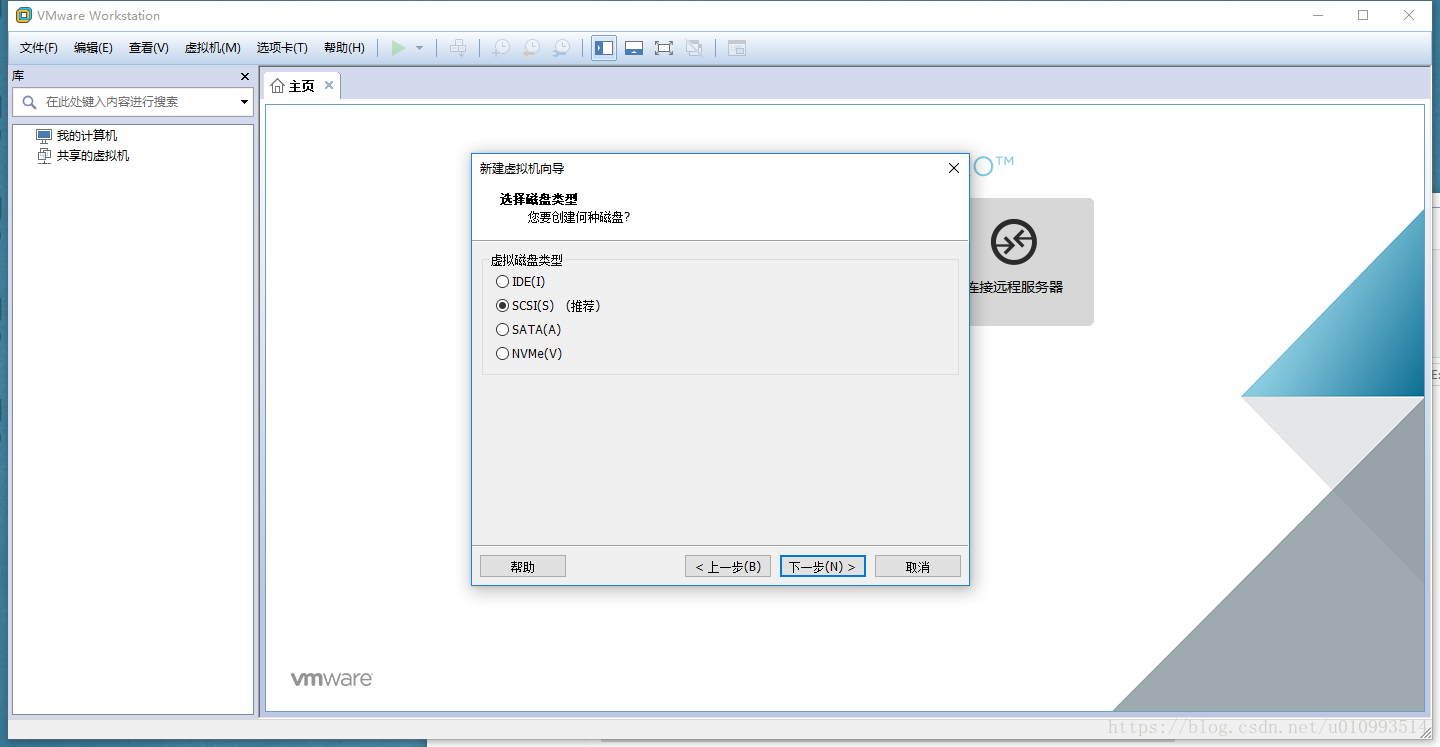 VMware Workstation
文件(F) 编辑(E) 查看(V) 虚拟机(M) 选项卡(T) 帮助(H)
库
在此处键入内容进行搜索
我的计算机
共享的虚拟机
主页
O™
新建虚拟机向导
选择磁盘类型
您要创建何种磁盘?
虚拟磁盘类型
IDE(I)
SCSI(S) (推荐)
SATA(A)
NVMe(V)
连接远程服务器
帮助
< 上一步(B)
下一步(N) >
取消
E:
vmware
https://blog.csdn.net/u010993514